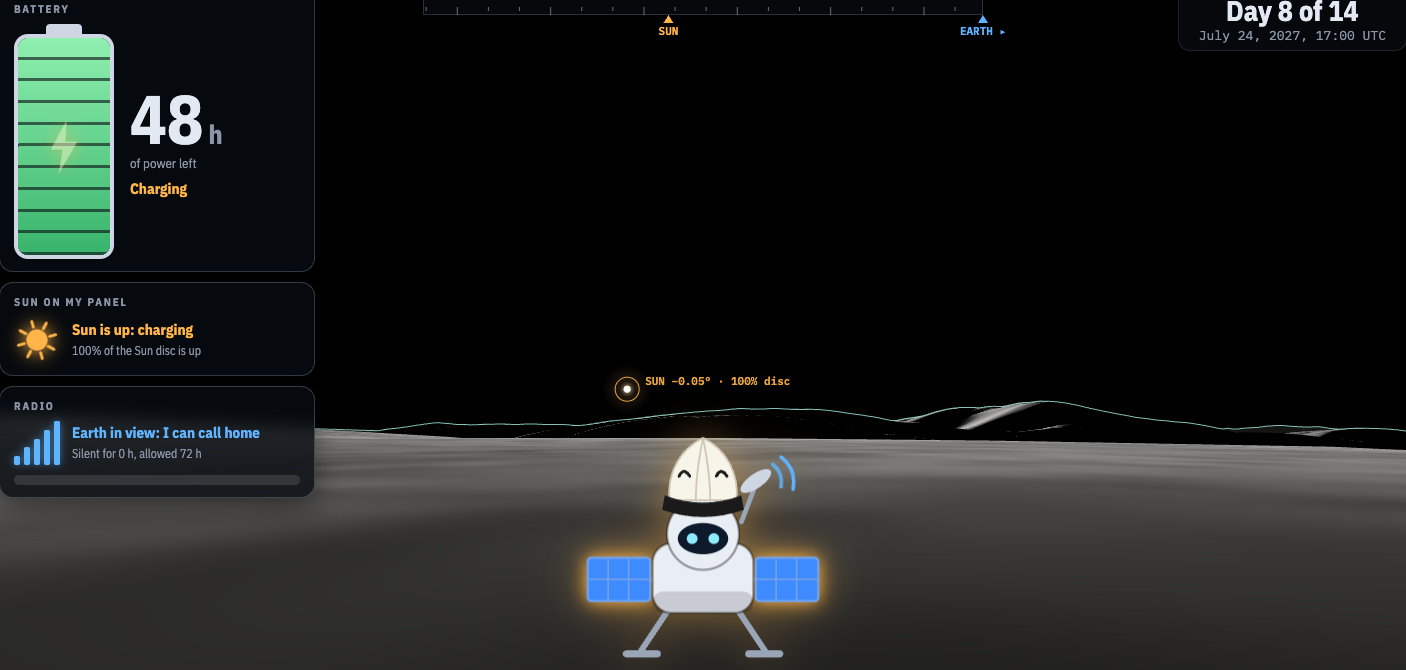 BATTERY
48 h
of power left
Charging
SUN ON MY PANEL
Sun is up: charging
100% of the Sun disc is up
RADIO
Earth in view: I can call home
Silent for 0 h, allowed 72 h
SUN
EARTH ▸
Day 8 of 14
July 24, 2027, 17:00 UTC
SUN −0.05° · 100% disc